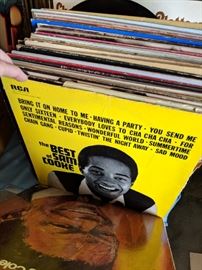 RCA
BRING IT ON HOME TO ME · HAVING A PARTY · YOU SEND ME
ONLY SIXTEEN · EVERYBODY LOVES TO CHA CHA CHA · FOR
SENTIMENTAL REASONS · WONDERFUL WORLD · SUMMERTIME
CHAIN GANG · CUPID · TWISTIN' THE NIGHT AWAY · SAD MOOD
the BEST
of SAM
COOKE
Cole